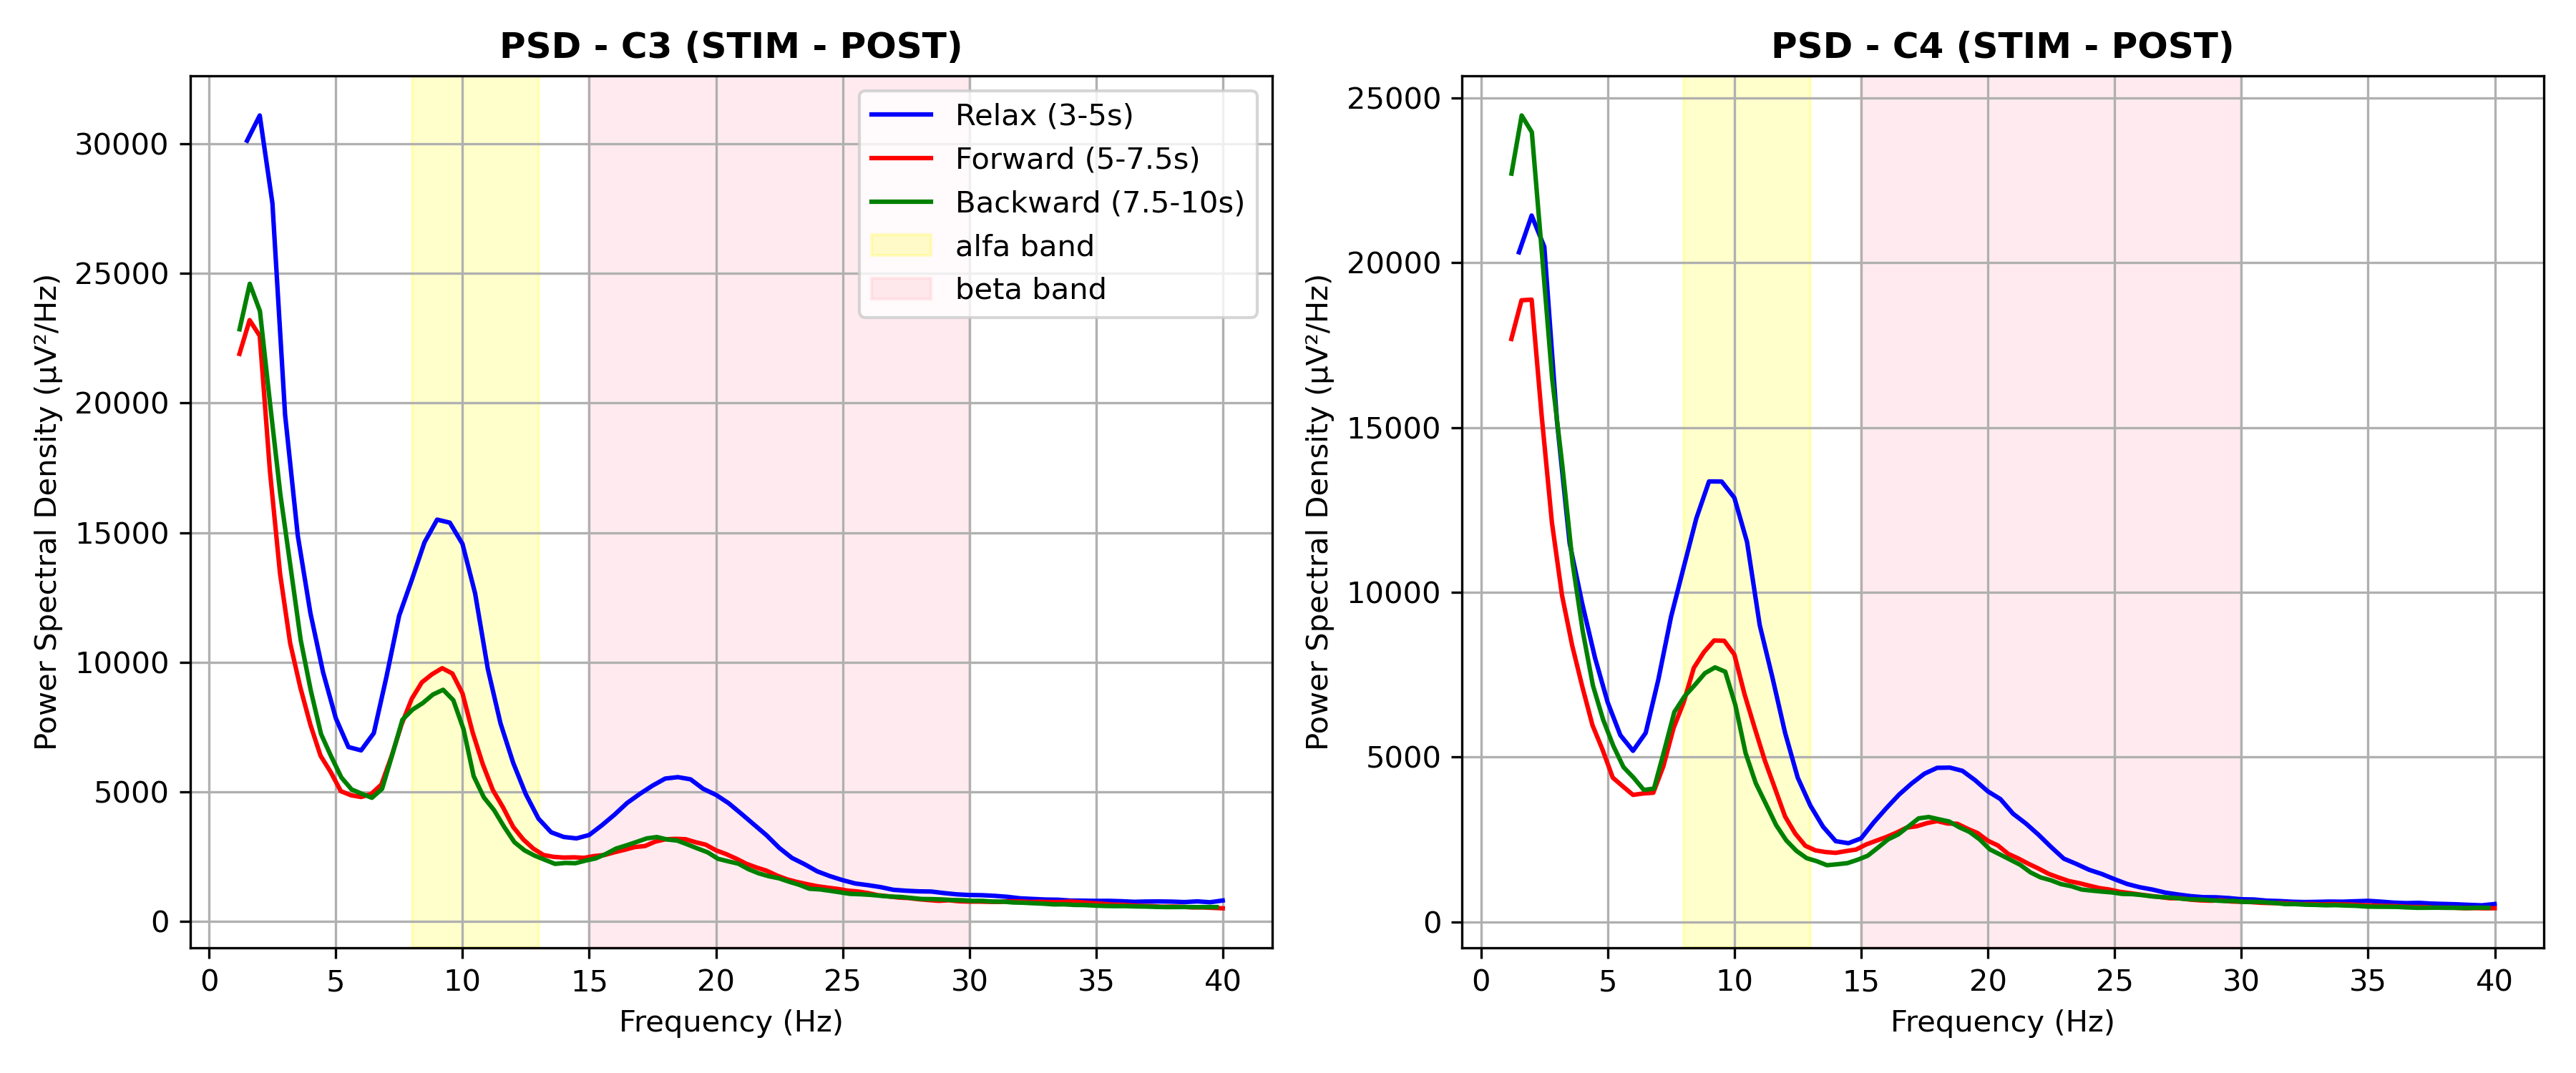 PSD - C3 (STIM - POST)
Power Spectral Density (µV²/Hz)
30000
25000
20000
15000
10000
5000
0
Relax (3-5s)
Forward (5-7.5s)
Backward (7.5-10s)
alfa band
beta band
0 5 10 15 20 25 30 35 40
Frequency (Hz)
PSD - C4 (STIM - POST)
Power Spectral Density (µV²/Hz)
25000
20000
15000
10000
5000
0
0 5 10 15 20 25 30 35 40
Frequency (Hz)